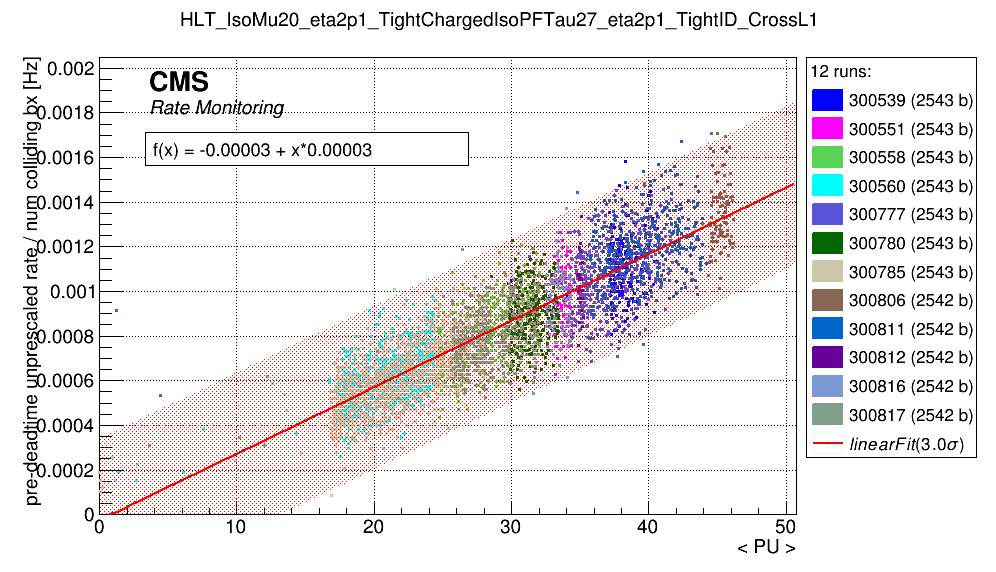 HLT_IsoMu20_eta2p1_TightChargedIsoPFTau27_eta2p1_TightID_CrossL1
pre-deadtime unprescaled rate / num colliding bx [Hz]
0.002
0.0018
0.0016
0.0014
0.0012
0.001
0.0008
0.0006
0.0004
0.0002
0
CMS
Rate Monitoring
f(x) = -0.00003 + x*0.00003
0 10 20 30 40 50
< PU >
12 runs:
300539 (2543 b)
300551 (2543 b)
300558 (2543 b)
300560 (2543 b)
300777 (2543 b)
300780 (2543 b)
300785 (2543 b)
300806 (2542 b)
300811 (2542 b)
300812 (2542 b)
300816 (2542 b)
300817 (2542 b)
linearFit(3.0σ)